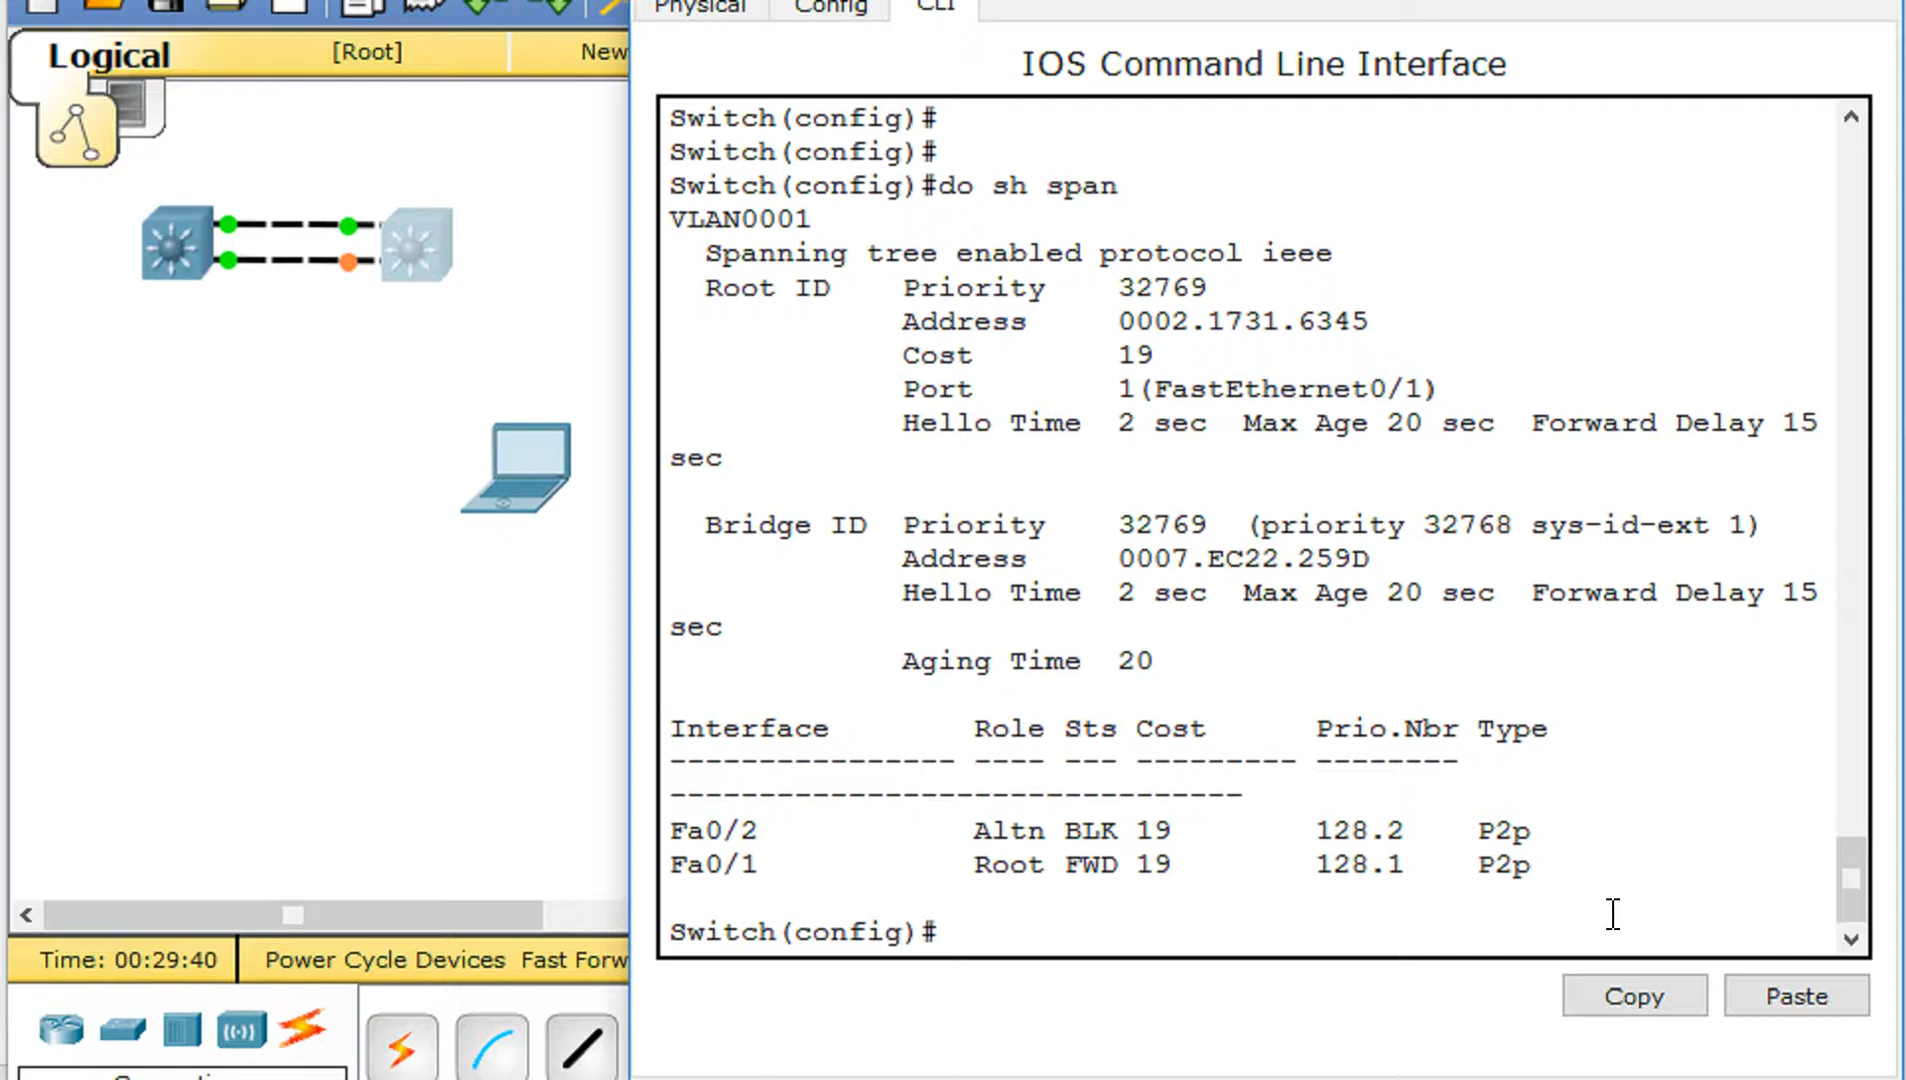 Physical Config CLI
Logical [Root] New
IOS Command Line Interface
Switch(config)#
Switch(config)#
Switch(config)#do sh span
VLAN0001
Spanning tree enabled protocol ieee
Root ID Priority 32769
Address 0002.1731.6345
Cost 19
Port 1(FastEthernet0/1)
Hello Time 2 sec Max Age 20 sec Forward Delay 15
sec
Bridge ID Priority 32769 (priority 32768 sys-id-ext 1)
Address 0007.EC22.259D
Hello Time 2 sec Max Age 20 sec Forward Delay 15
sec
Aging Time 20
Interface Role Sts Cost Prio.Nbr Type
---------------- ---- --- --------- --------
--------------------------------
Fa0/2 Altn BLK 19 128.2 P2p
Fa0/1 Root FWD 19 128.1 P2p
Switch(config)#
Time: 00:29:40 Power Cycle Devices Fast Forw
Copy Paste